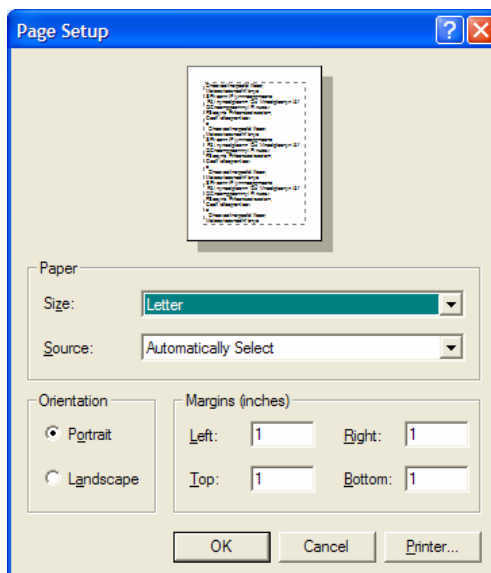 Page Setup
Paper
Size: Letter
Source: Automatically Select
Orientation
Portrait
Landscape
Margins (inches)
Left: 1 Right: 1
Top: 1 Bottom: 1
OK Cancel Printer...